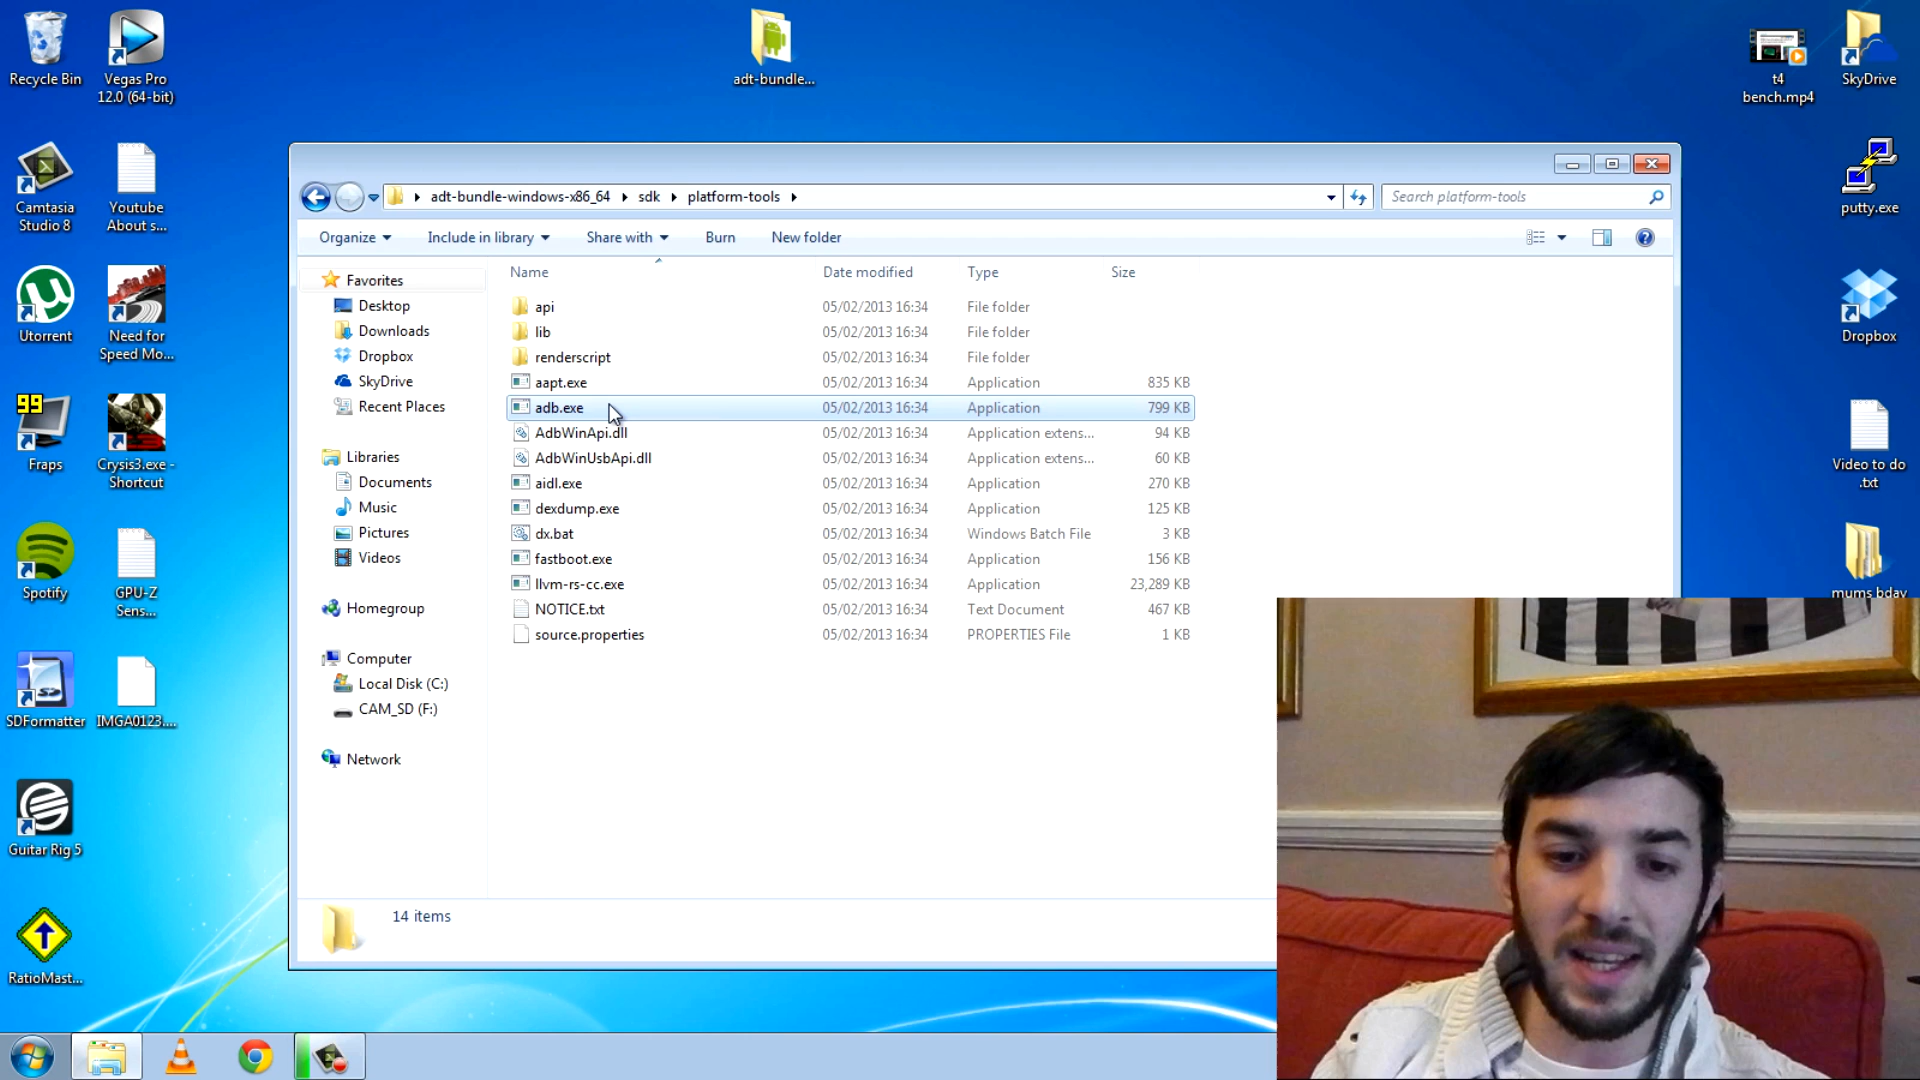 Recycle Bin
Vegas Pro
12.0 (64-bit)
adt-bundle...
t4
bench.mp4
SkyDrive
Camtasia
Studio 8
Youtube
About s...
putty.exe
Utorrent
Need for
Speed Mo...
Dropbox
99
Fraps
Crysis3.exe -
Shortcut
Video to do
.txt
Spotify
GPU-Z
Sens...
mums bday
SDFormatter
IMGA0123....
Guitar Rig 5
RatioMast...
adt-bundle-windows-x86_64
sdk
platform-tools
Search platform-tools
Organize
Include in library
Share with
Burn
New folder
Favorites
Desktop
Downloads
Dropbox
SkyDrive
Recent Places
Libraries
Documents
Music
Pictures
Videos
Homegroup
Computer
Local Disk (C:)
CAM_SD (F:)
Network
Name Date modified Type Size
api 05/02/2013 16:34 File folder
lib 05/02/2013 16:34 File folder
renderscript 05/02/2013 16:34 File folder
aapt.exe 05/02/2013 16:34 Application 835 KB
adb.exe 05/02/2013 16:34 Application 799 KB
AdbWinApi.dll 05/02/2013 16:34 Application extens... 94 KB
AdbWinUsbApi.dll 05/02/2013 16:34 Application extens... 60 KB
aidl.exe 05/02/2013 16:34 Application 270 KB
dexdump.exe 05/02/2013 16:34 Application 125 KB
dx.bat 05/02/2013 16:34 Windows Batch File 3 KB
fastboot.exe 05/02/2013 16:34 Application 156 KB
llvm-rs-cc.exe 05/02/2013 16:34 Application 23,289 KB
NOTICE.txt 05/02/2013 16:34 Text Document 467 KB
source.properties 05/02/2013 16:34 PROPERTIES File 1 KB
14 items